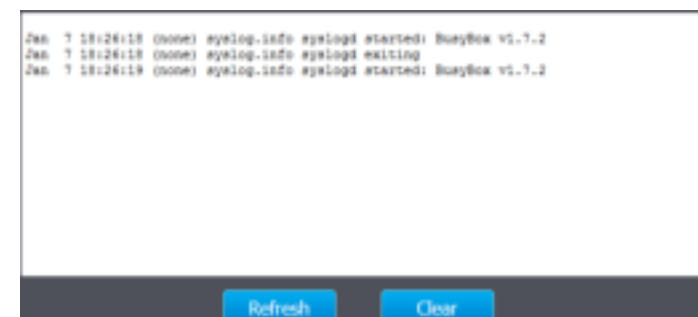 Jan  7 18:26:18 (none) syslog.info syslogd started: BusyBox v1.7.2
Jan  7 18:26:18 (none) syslog.info syslogd exiting
Jan  7 18:26:19 (none) syslog.info syslogd started: BusyBox v1.7.2
Refresh Clear